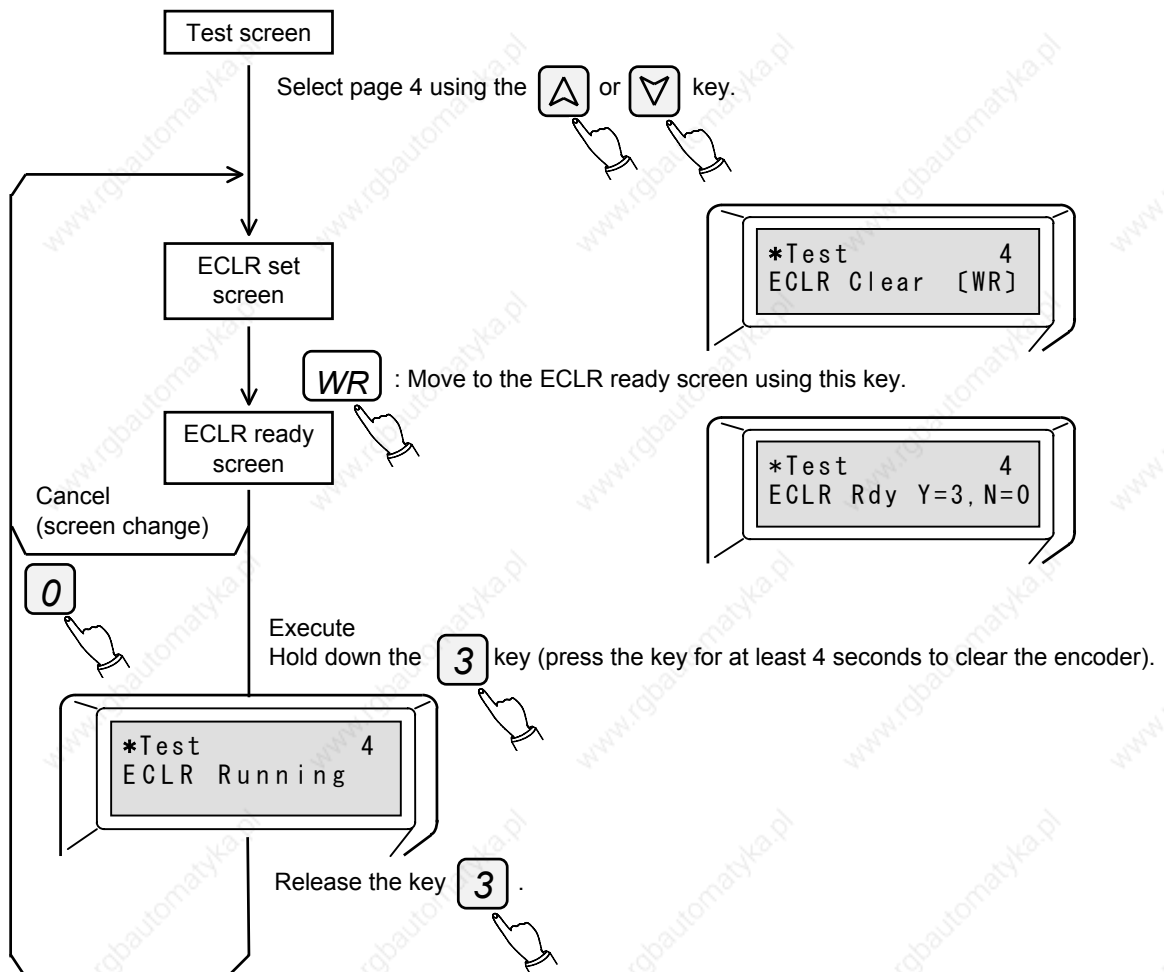 Test screen
Select page 4 using the or key.
ECLR set
screen
*Test 4
ECLR Clear [WR]
WR : Move to the ECLR ready screen using this key.
ECLR ready
screen
*Test 4
ECLR Rdy Y=3,N=0
Cancel
(screen change)
0
Execute
Hold down the 3 key (press the key for at least 4 seconds to clear the encoder).
*Test 4
ECLR Running
Release the key 3 .
www.rgbautomatyka.pl